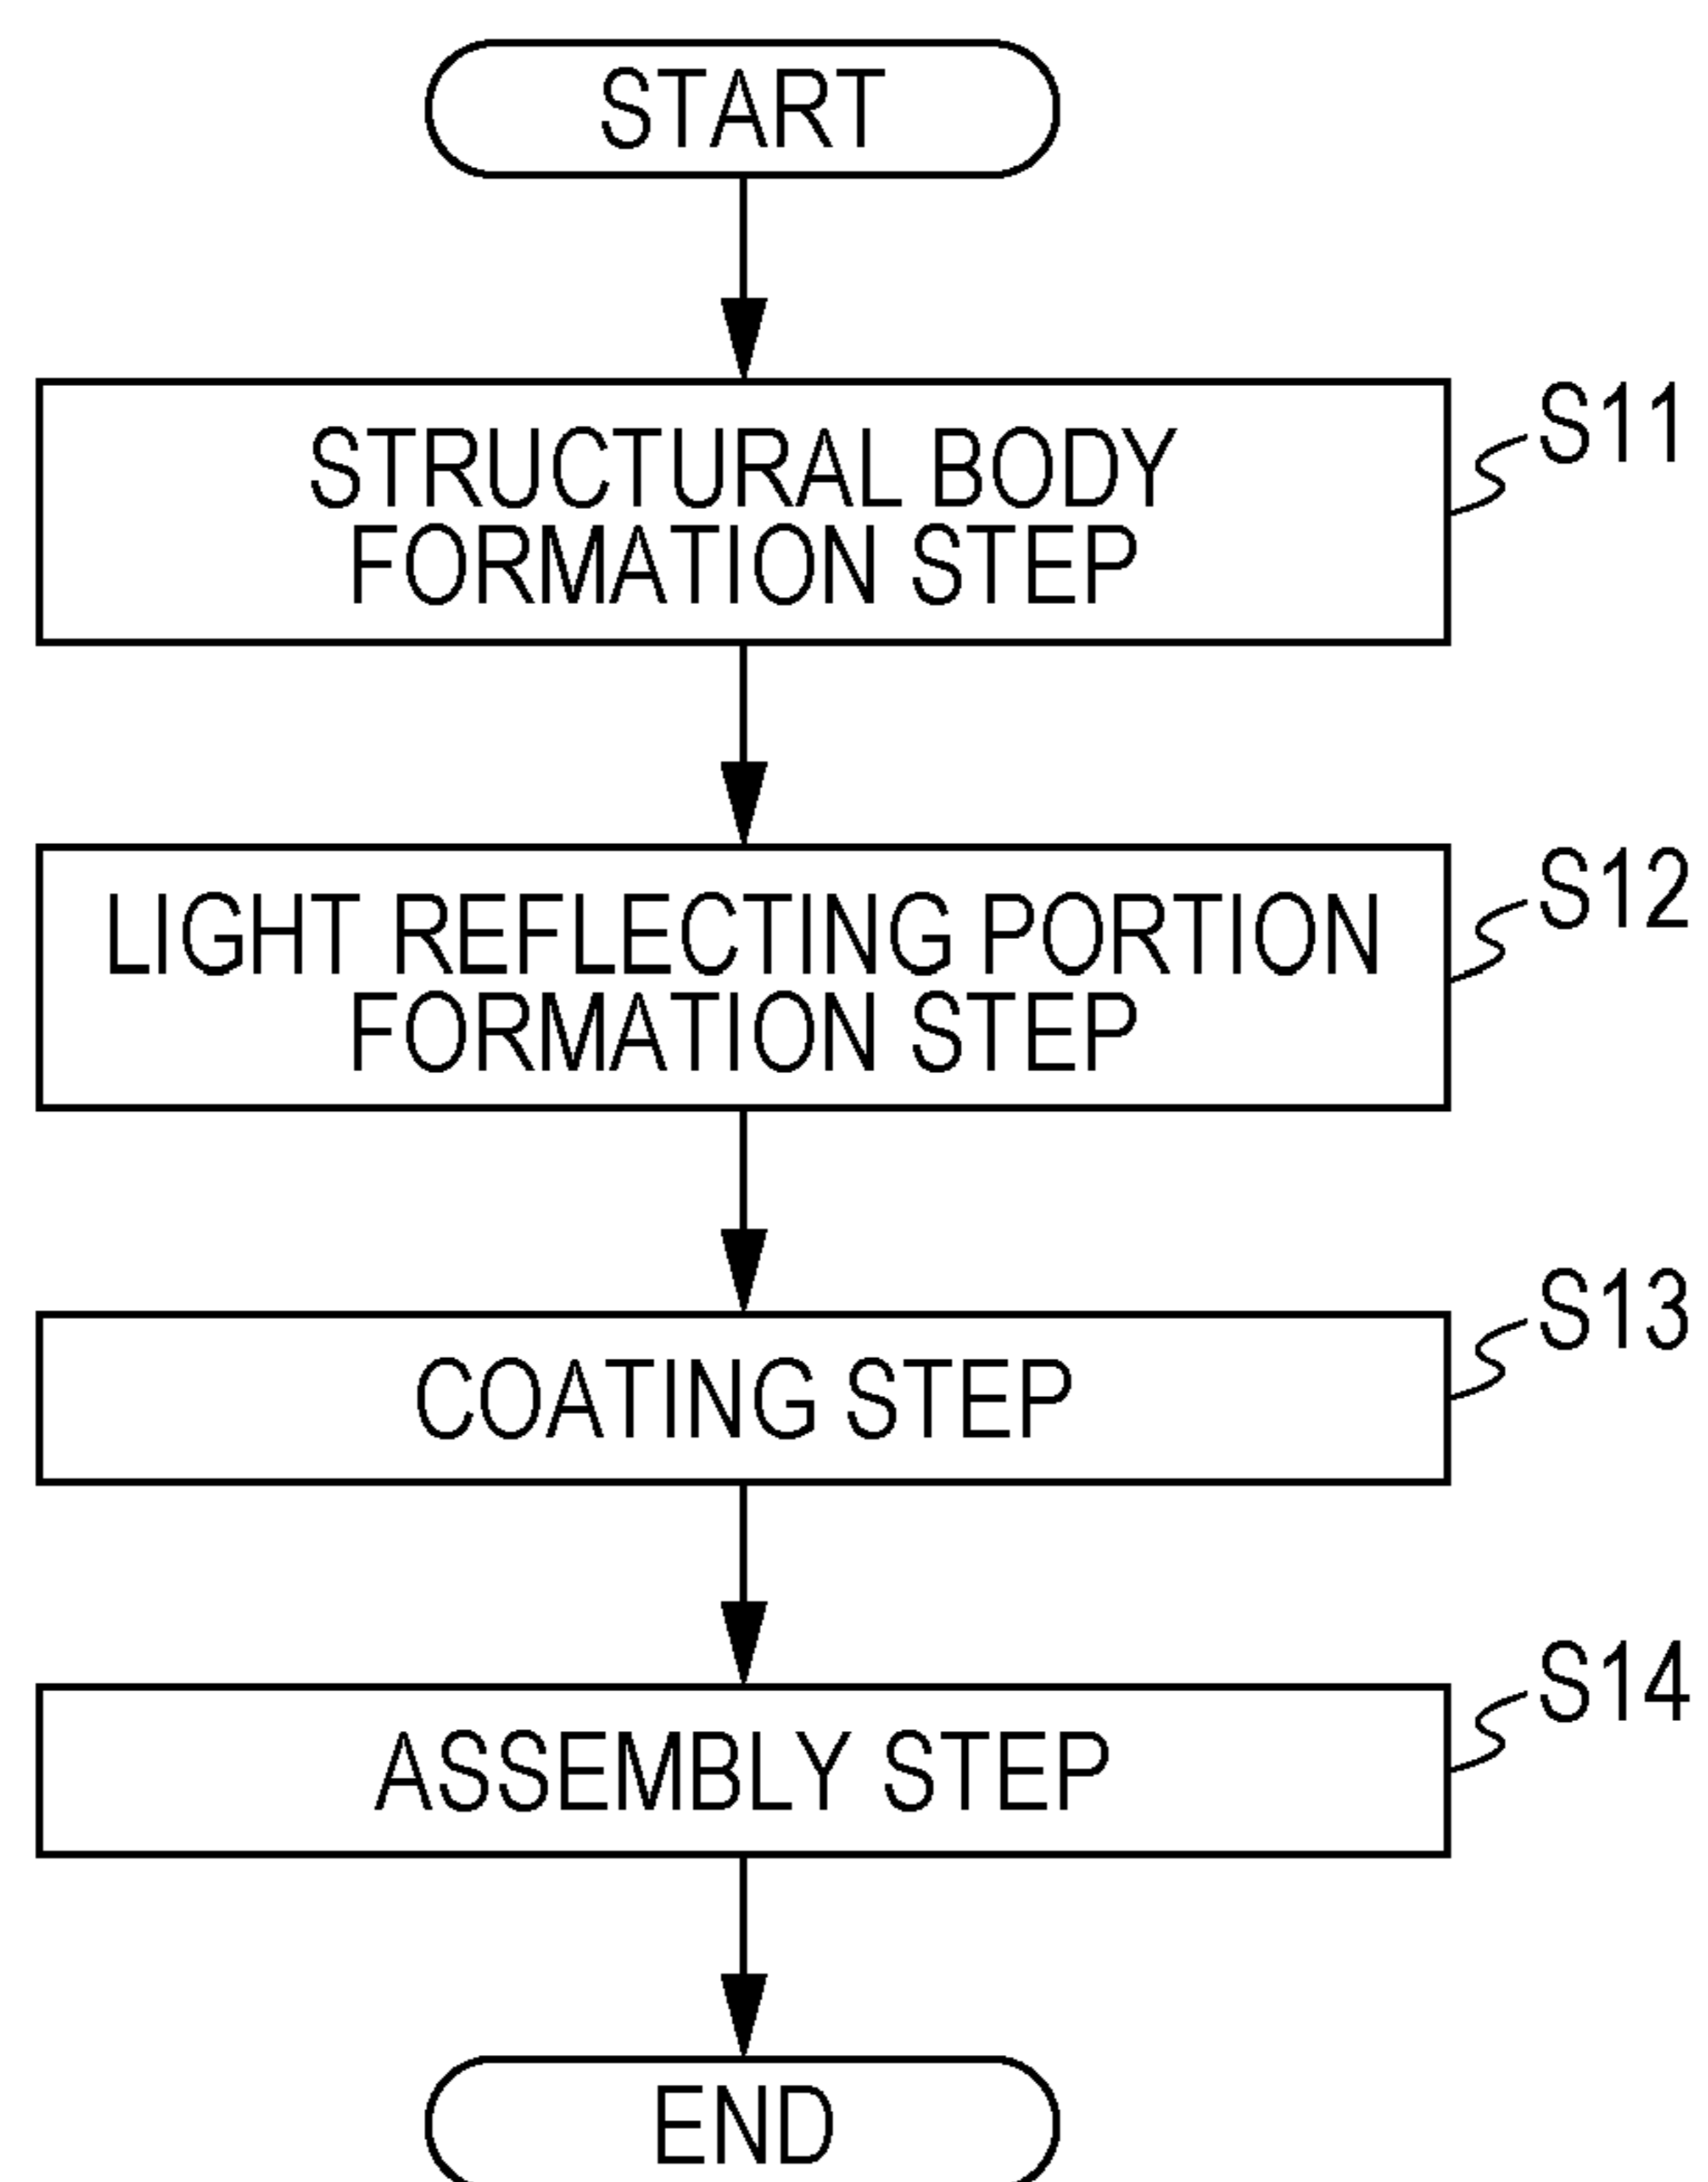 START
STRUCTURAL BODY
FORMATION STEP
S11
LIGHT REFLECTING PORTION
FORMATION STEP
S12
COATING STEP
S13
ASSEMBLY STEP
S14
END